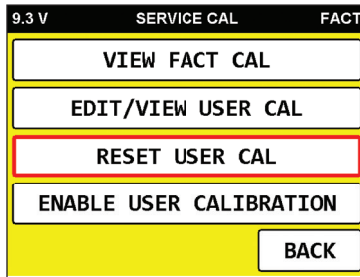 9.3 V SERVICE CAL FACT
VIEW FACT CAL
EDIT/VIEW USER CAL
RESET USER CAL
ENABLE USER CALIBRATION
BACK